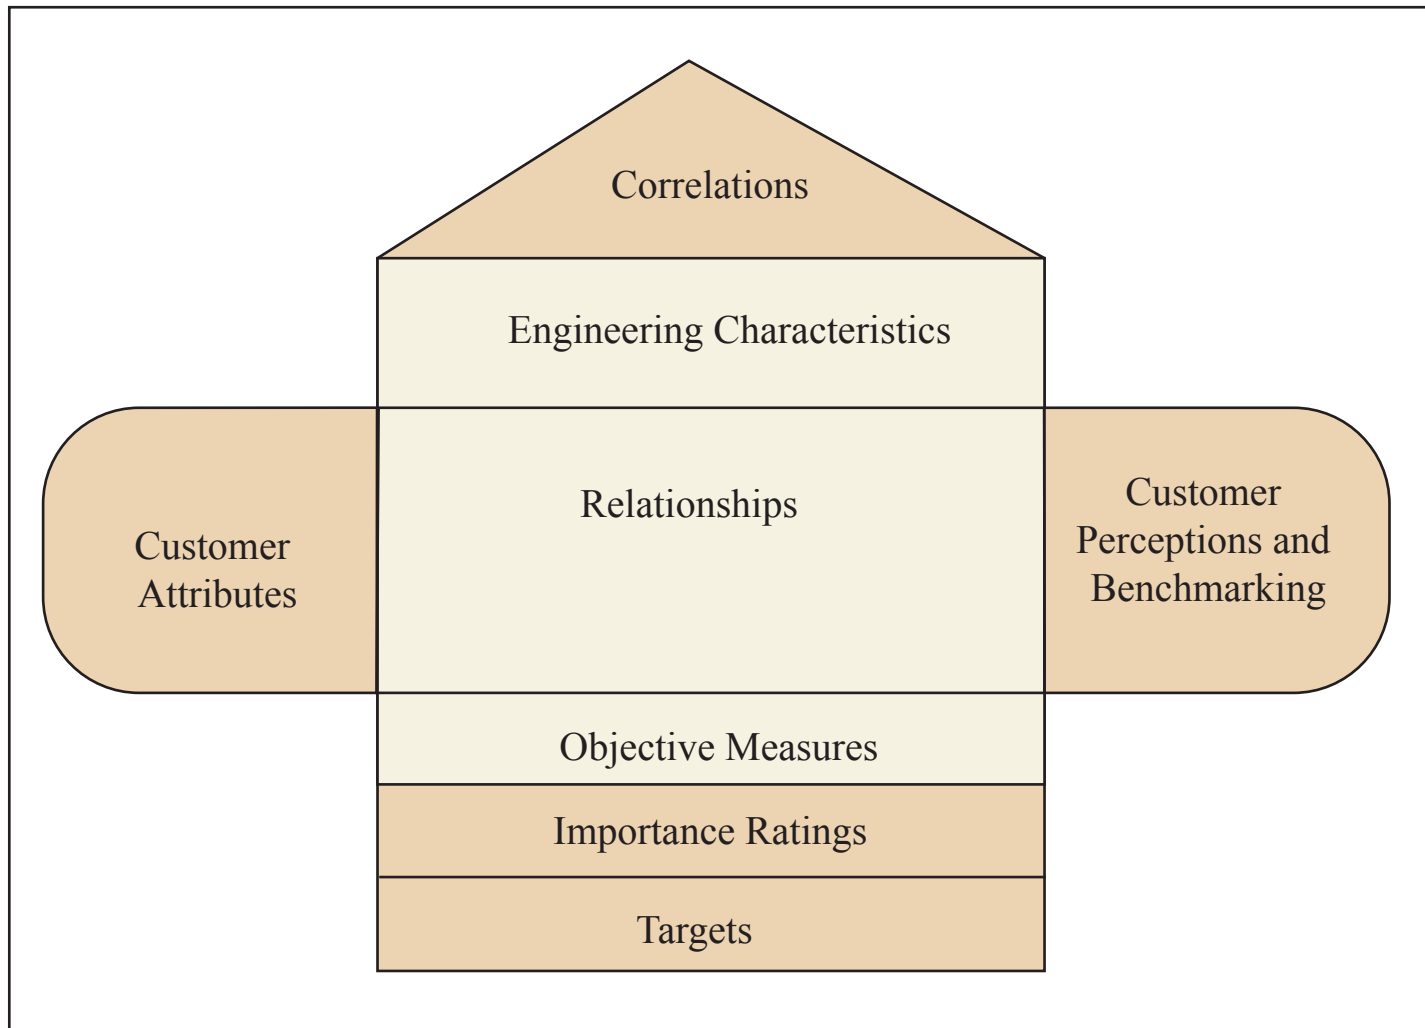 Correlations
Engineering Characteristics
Customer
Attributes
Relationships
Customer
Perceptions and
Benchmarking
Objective Measures
Importance Ratings
Targets